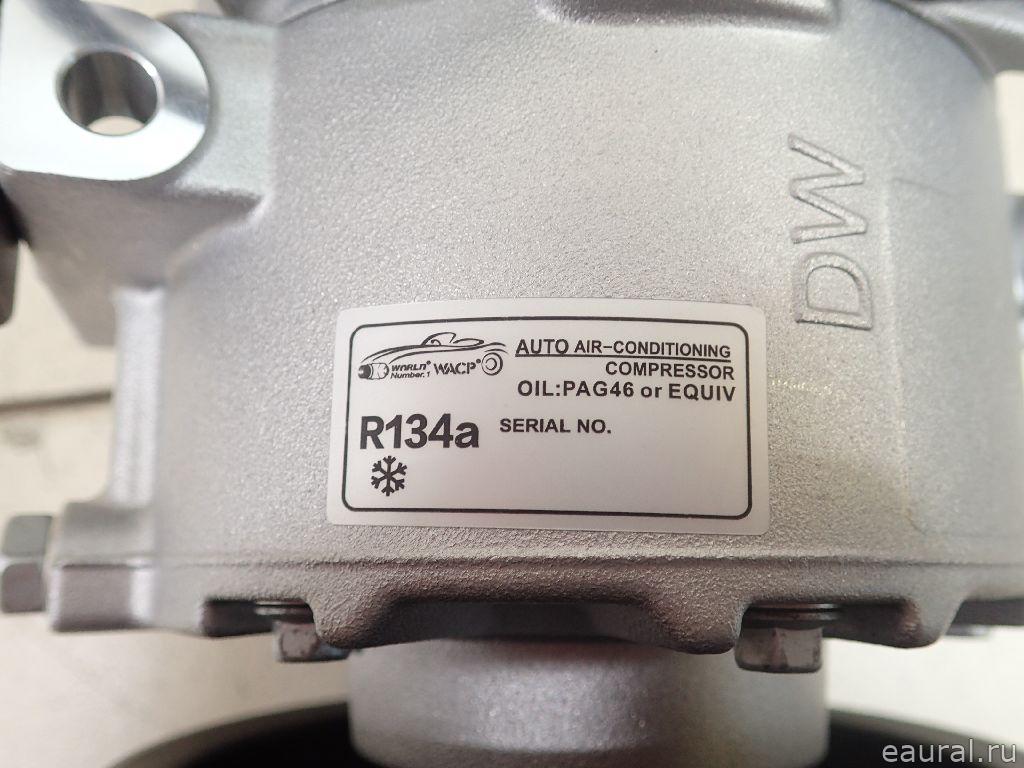 DW
WORLD
Number.1 WACP
AUTO AIR-CONDITIONING
COMPRESSOR
OIL:PAG46 or EQUIV
R134a SERIAL NO.
eaural.ru